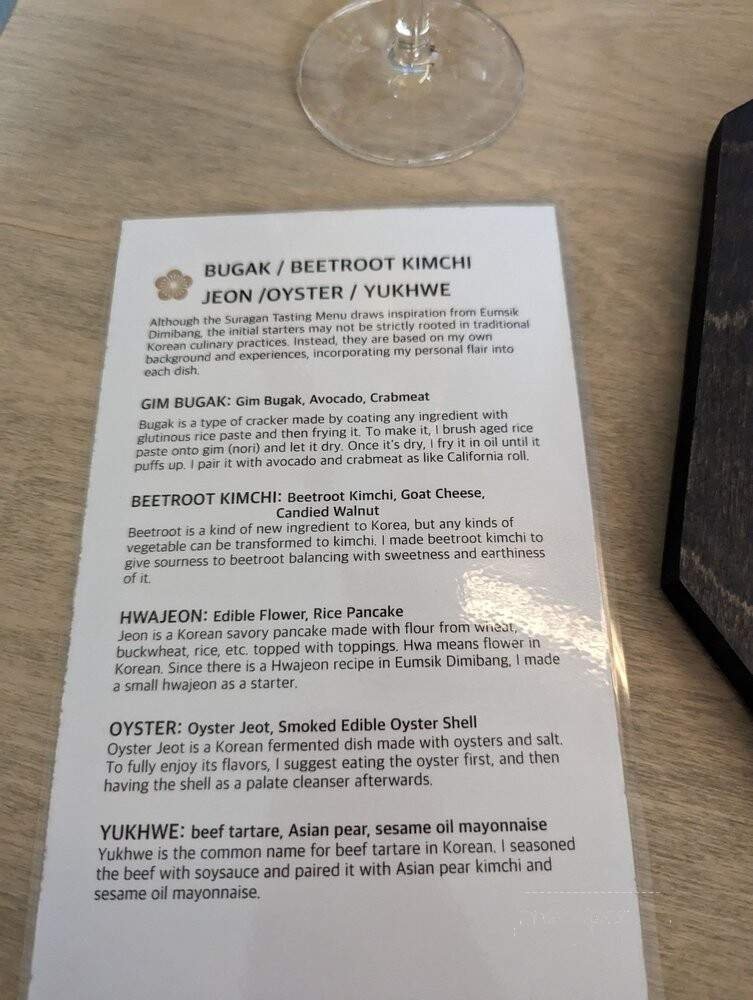 BUGAK / BEETROOT KIMCHI
JEON /OYSTER / YUKHWE
Although the Suragan Tasting Menu draws inspiration from Eumsik
Dimibang, the initial starters may not be strictly rooted in traditional
Korean culinary practices. Instead, they are based on my own
background and experiences, incorporating my personal flair into
each dish.
GIM BUGAK: Gim Bugak, Avocado, Crabmeat
Bugak is a type of cracker made by coating any ingredient with
glutinous rice paste and then frying it. To make it, I brush aged rice
paste onto gim (nori) and let it dry. Once it's dry, I fry it in oil until it
puffs up. I pair it with avocado and crabmeat as like California roll.
BEETROOT KIMCHI: Beetroot Kimchi, Goat Cheese,
Candied Walnut
Beetroot is a kind of new ingredient to Korea, but any kinds of
vegetable can be transformed to kimchi. I made beetroot kimchi to
give sourness to beetroot balancing with sweetness and earthiness
of it.
HWAJEON: Edible Flower, Rice Pancake
Jeon is a Korean savory pancake made with flour from wheat,
buckwheat, rice, etc. topped with toppings. Hwa means flower in
Korean. Since there is a Hwajeon recipe in Eumsik Dimibang, I made
a small hwajeon as a starter.
OYSTER: Oyster Jeot, Smoked Edible Oyster Shell
Oyster Jeot is a Korean fermented dish made with oysters and salt.
To fully enjoy its flavors, I suggest eating the oyster first, and then
having the shell as a palate cleanser afterwards.
YUKHWE: beef tartare, Asian pear, sesame oil mayonnaise
Yukhwe is the common name for beef tartare in Korean. I seasoned
the beef with soysauce and paired it with Asian pear kimchi and
sesame oil mayonnaise.